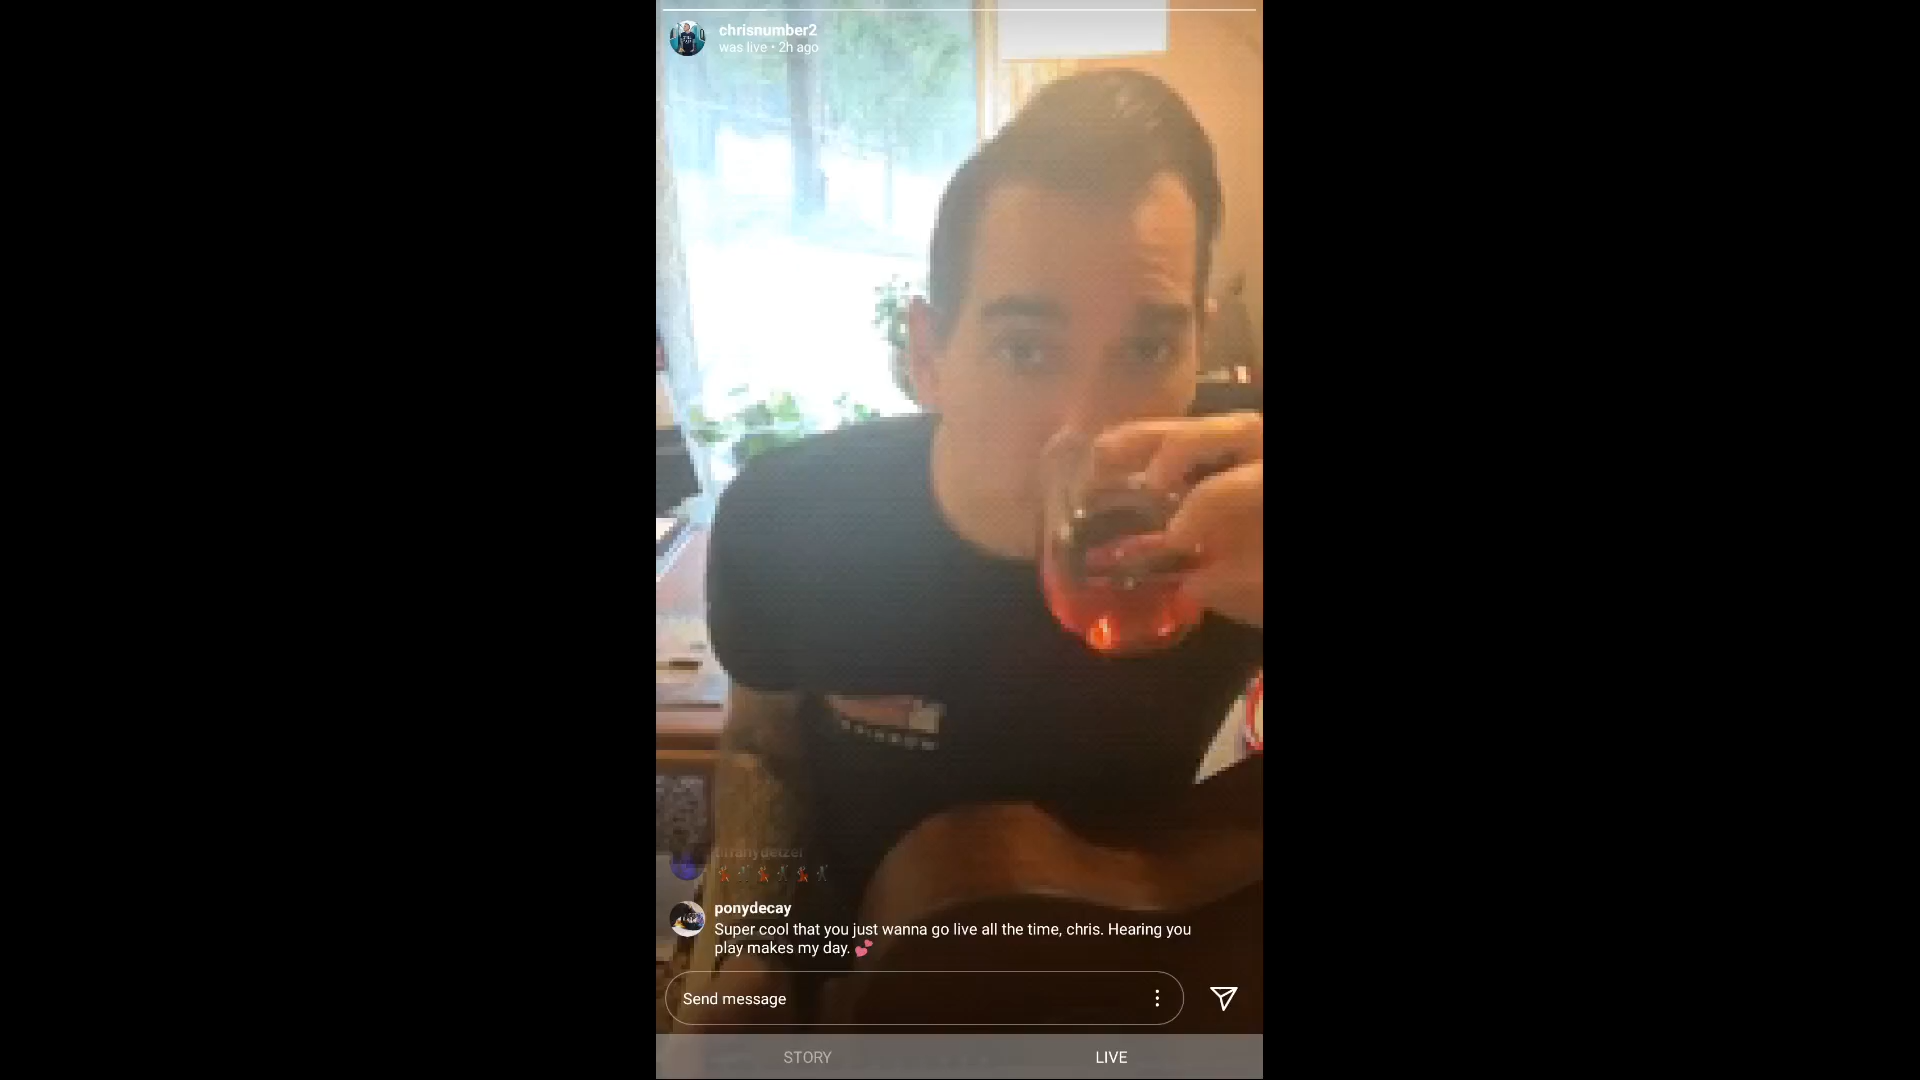 chrisnumber2
was live • 2h ago
tiffanydetzel
ponydecay
Super cool that you just wanna go live all the time, chris. Hearing you
play makes my day. 💕
Send message
STORY
LIVE